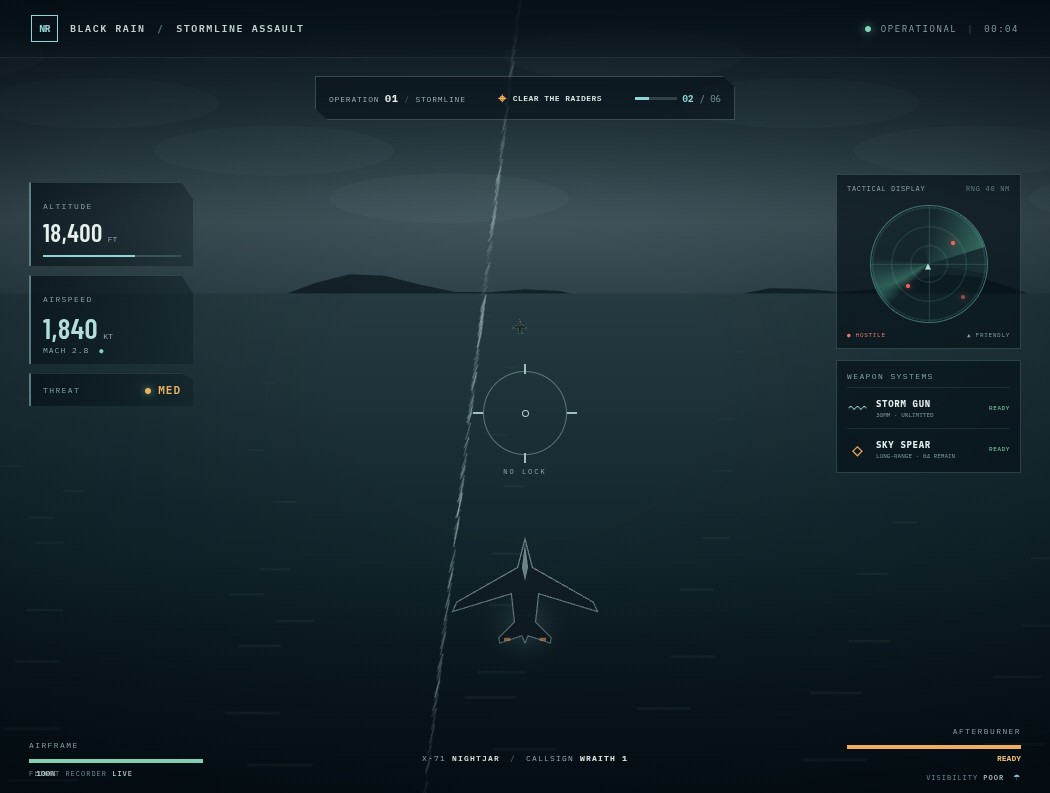 NR BLACK RAIN / STORMLINE ASSAULT
OPERATIONAL | 00:04
OPERATION 01 / STORMLINE
CLEAR THE RAIDERS
02 / 06
ALTITUDE
18,400 FT
AIRSPEED
1,840 KT
MACH 2.8
THREAT MED
TACTICAL DISPLAY RNG 40 NM
HOSTILE FRIENDLY
WEAPON SYSTEMS
STORM GUN READY
30MM · UNLIMITED
SKY SPEAR READY
LONG-RANGE · 04 REMAIN
NO LOCK
AIRFRAME
100%
RECORDER LIVE
X-71 NIGHTJAR / CALLSIGN WRAITH 1
AFTERBURNER
READY
VISIBILITY POOR